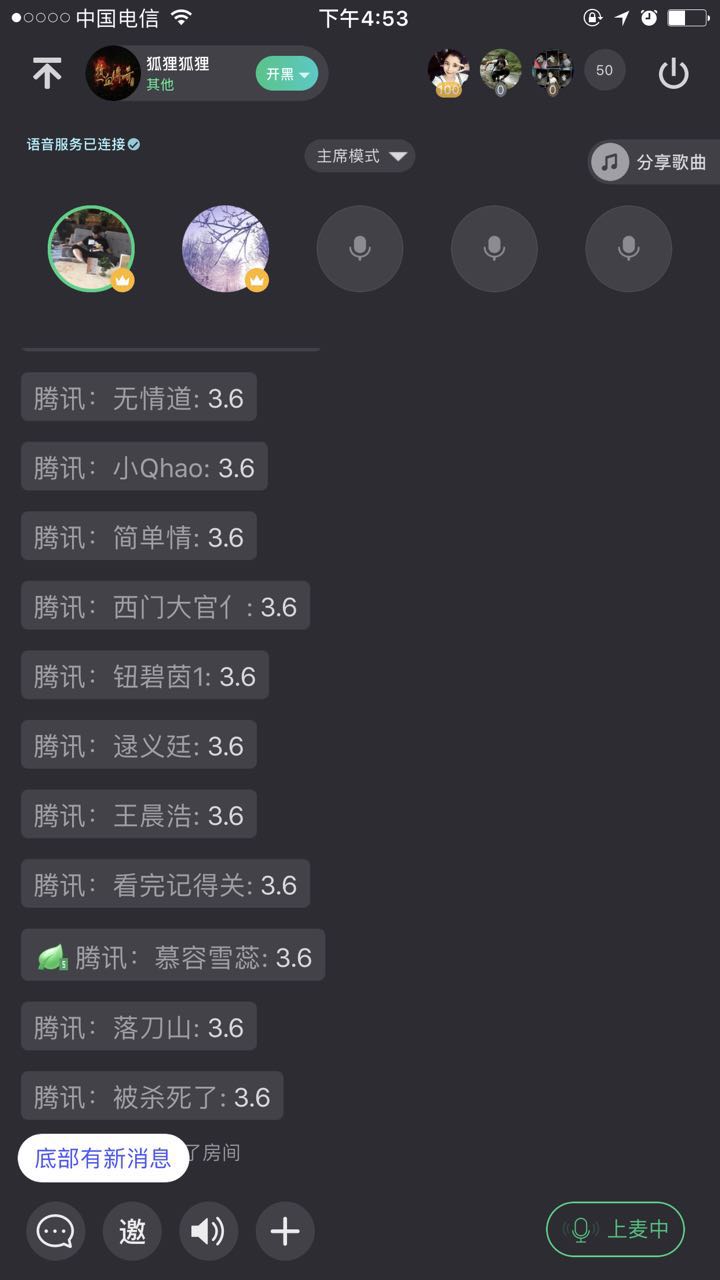 中国电信 下午4:53
狐狸狐狸
其他
开黑
100
0
0
50
语音服务已连接
主席模式
分享歌曲
腾讯：无情道: 3.6
腾讯：小Qhao: 3.6
腾讯：简单情: 3.6
腾讯：西门大官亻: 3.6
腾讯：钮碧茵1: 3.6
腾讯：逯义廷: 3.6
腾讯：王晨浩: 3.6
腾讯：看完记得关: 3.6
腾讯：慕容雪蕊: 3.6
腾讯：落刀山: 3.6
腾讯：被杀死了: 3.6
底部有新消息
了房间
邀
上麦中